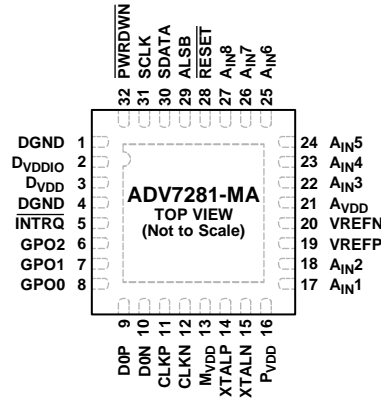 PWRDWN
SCLK
SDATA
ALSB
RESET
AIN8
AIN7
AIN6
32 31 30 29 28 27 26 25
DGND 1
DVDDIO 2
DVDD 3
DGND 4
INTRQ 5
GPO2 6
GPO1 7
GPO0 8
ADV7281-MA
TOP VIEW
(Not to Scale)
24 AIN5
23 AIN4
22 AIN3
21 AVDD
20 VREFN
19 VREFP
18 AIN2
17 AIN1
9 10 11 12 13 14 15 16
D0P
D0N
CLKP
CLKN
MVDD
XTALP
XTALN
PVDD